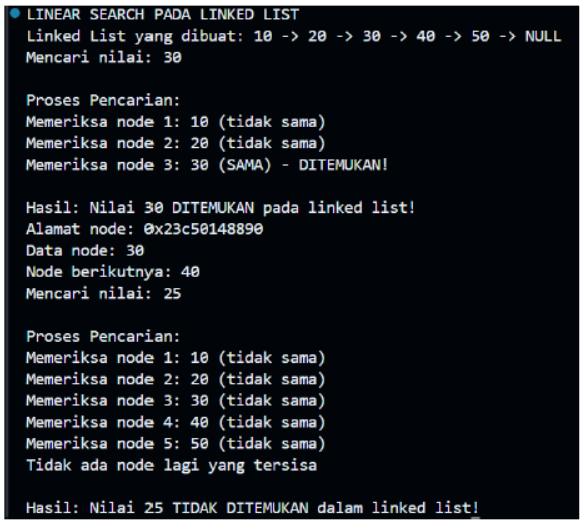 LINEAR SEARCH PADA LINKED LIST
Linked List yang dibuat: 10 -> 20 -> 30 -> 40 -> 50 -> NULL
Mencari nilai: 30
Proses Pencarian:
Memeriksa node 1: 10 (tidak sama)
Memeriksa node 2: 20 (tidak sama)
Memeriksa node 3: 30 (SAMA) - DITEMUKAN!
Hasil: Nilai 30 DITEMUKAN pada linked list!
Alamat node: 0x23c50148890
Data node: 30
Node berikutnya: 40
Mencari nilai: 25
Proses Pencarian:
Memeriksa node 1: 10 (tidak sama)
Memeriksa node 2: 20 (tidak sama)
Memeriksa node 3: 30 (tidak sama)
Memeriksa node 4: 40 (tidak sama)
Memeriksa node 5: 50 (tidak sama)
Tidak ada node lagi yang tersisa
Hasil: Nilai 25 TIDAK DITEMUKAN dalam linked list!